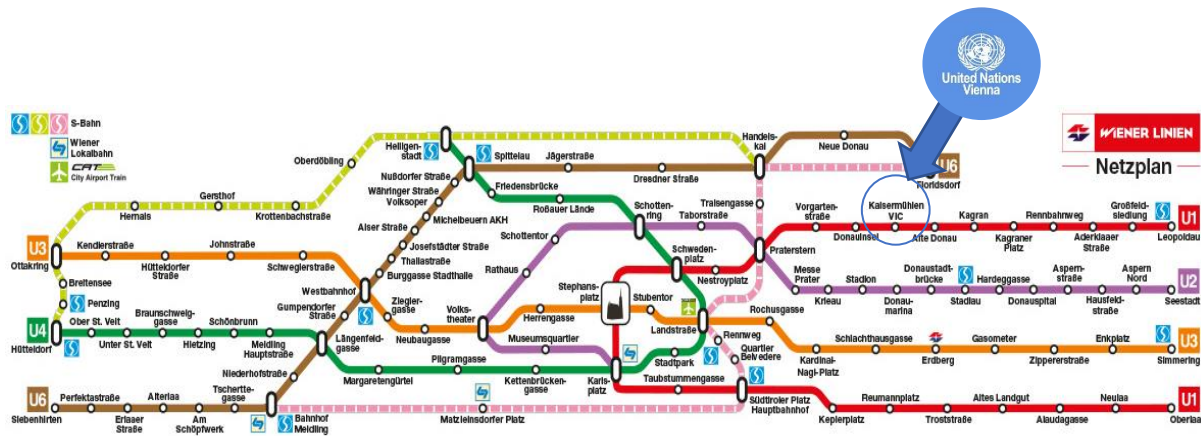 United Nations
Vienna
S-Bahn
Wiener
Lokalbahn
CAT
City Airport Train
WIENER LINIEN
Netzplan
Heiligen-
stadt
Oberdöbling
Gersthof
Hernals
Krottenbachstraße
Spittelau
Jägerstraße
Dresdner Straße
Handels-
kai
Neue Donau
U6
Floridsdorf
Nußdorfer Straße
Währinger Straße
Volksoper
Michelbeuern AKH
Alser Straße
Josefstädter Straße
Thaliastraße
Burggasse Stadthalle
Friedensbrücke
Roßauer Lände
Schotten-
ring
Schottentor
Taborstraße
Traisengasse
Rathaus
Schweden-
platz
Nestroyplatz
Praterstern
Vorgarten-
straße
Donauinsel
Kaisermühlen
VIC
Alte Donau
Kagran
Kagraner
Platz
Rennbahnweg
Aderklaaer
Straße
Großfeld-
siedlung
U1
Leopoldau
U3
Ottakring
Kendlerstraße
Hütteldorfer
Straße
Johnstraße
Schweglerstraße
Westbahnhof
Ziegler-
gasse
Neubaugasse
Volks-
theater
Herrengasse
Stephans-
platz
Stubentor
Landstraße
Messe
Prater
Krieau
Stadion
Donau-
marina
Donaustadt-
brücke
Stadlau
Hardeggasse
Donauspital
Aspern-
straße
Hausfeld-
straße
Aspern
Nord
U2
Seestadt
Breitensee
Penzing
U4
Hütteldorf
Ober St. Veit
Unter St. Veit
Braunschweig-
gasse
Hietzing
Schönbrunn
Meidling
Hauptstraße
Gumpendorfer
Straße
Längenfeld-
gasse
Margaretengürtel
Pilgramgasse
Kettenbrücken-
gasse
Museumsquartier
Karls-
platz
Stadtpark
Rennweg
Quartier
Belvedere
Taubstummengasse
Rochusgasse
Kardinal-
Nagl-Platz
Schlachthausgasse
Erdberg
Gasometer
Zippererstraße
Enkplatz
U3
Simmering
U6
Siebenhirten
Perfektastraße
Erlaaer
Straße
Alterlaa
Am
Schöpfwerk
Tschertte-
gasse
Niederhofstraße
Bahnhof
Meidling
Matzleinsdorfer Platz
Südtiroler Platz
Hauptbahnhof
Keplerplatz
Reumannplatz
Troststraße
Altes Landgut
Alaudagasse
Neulaa
U1
Oberlaa